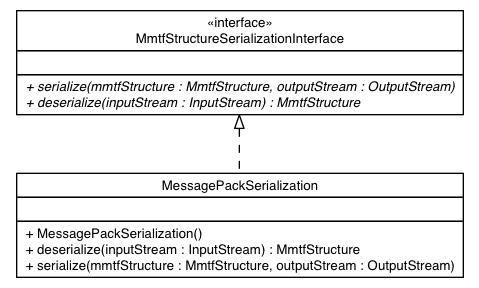 «interface»
MmtfStructureSerializationInterface
+ serialize(mmtfStructure : MmtfStructure, outputStream : OutputStream)
+ deserialize(inputStream : InputStream) : MmtfStructure
MessagePackSerialization
+ MessagePackSerialization()
+ deserialize(inputStream : InputStream) : MmtfStructure
+ serialize(mmtfStructure : MmtfStructure, outputStream : OutputStream)